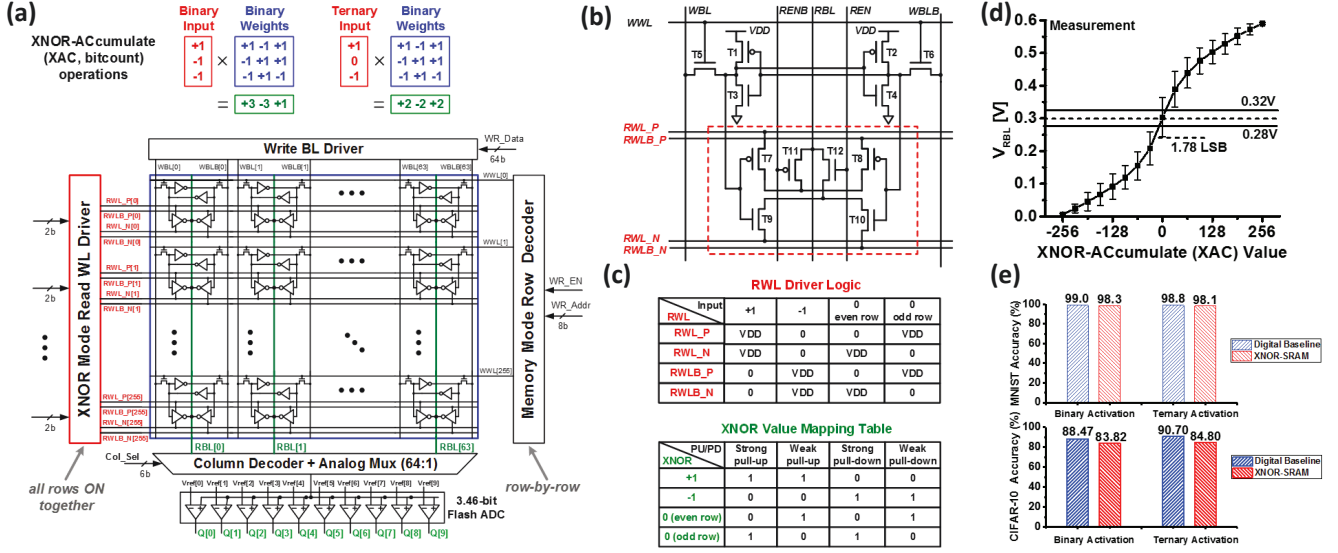 (a)
Binary Input
Binary Weights
Ternary Input
Binary Weights
XNOR-ACcumulate
(XAC, bitcount)
operations
+1
-1
-1
×
+1 -1 +1
-1 +1 +1
-1 +1 -1
= +3 -3 +1
+1
0
-1
×
+1 -1 +1
-1 +1 +1
-1 +1 -1
= +2 -2 +2
Write BL Driver
WR_Data
64b
WBL[0] WBLB[0] WBL[1] WBLB[1] WBL[63] WBLB[63]
WWL[0]
WWL[1]
WWL[255]
XNOR Mode Read WL Driver
2b
2b
2b
RWL_P[0]
RWLB_P[0]
RWL_N[0]
RWLB_N[0]
RWL_P[1]
RWLB_P[1]
RWL_N[1]
RWLB_N[1]
RWL_P[255]
RWLB_P[255]
RWL_N[255]
RWLB_N[255]
Memory Mode Row Decoder
WR_EN
WR_Addr
8b
RBL[0] RBL[1] RBL[63]
Col_Sel
6b
Column Decoder + Analog Mux (64:1)
all rows ON
together
row-by-row
Vref[0] Vref[1] Vref[2] Vref[3] Vref[4] Vref[5] Vref[6] Vref[7] Vref[8] Vref[9]
3.46-bit
Flash ADC
Q[0] Q[1] Q[2] Q[3] Q[4] Q[5] Q[6] Q[7] Q[8] Q[9]
(b)
WBL RENB RBL REN WBLB
WWL
VDD VDD
T5 T1 T2 T6
T3 T4
RWL_P
RWLB_P
T7 T11 T12 T8
T9 T10
RWL_N
RWLB_N
(c)
RWL Driver Logic
Input
RWL
+1 -1 0 even row 0 odd row
RWL_P VDD 0 0 VDD
RWL_N VDD 0 VDD 0
RWLB_P 0 VDD 0 VDD
RWLB_N 0 VDD VDD 0
XNOR Value Mapping Table
PU/PD
XNOR
Strong pull-up Weak pull-up Strong pull-down Weak pull-down
+1 1 1 0 0
-1 0 0 1 1
0 (even row) 0 1 0 1
0 (odd row) 1 0 1 0
(d)
Measurement
V_RBL [V]
0.6
0.5
0.4
0.3
0.2
0.1
0.0
0.32V
0.28V
1.78 LSB
-256 -128 0 128 256
XNOR-ACcumulate (XAC) Value
(e)
MNIST Accuracy (%)
100
80
60
40
20
0
99.0 98.3 98.8 98.1
Digital Baseline
XNOR-SRAM
Binary Activation Ternary Activation
CIFAR-10 Accuracy (%)
100
80
60
40
20
0
88.47 83.82 90.70 84.80
Digital Baseline
XNOR-SRAM
Binary Activation Ternary Activation